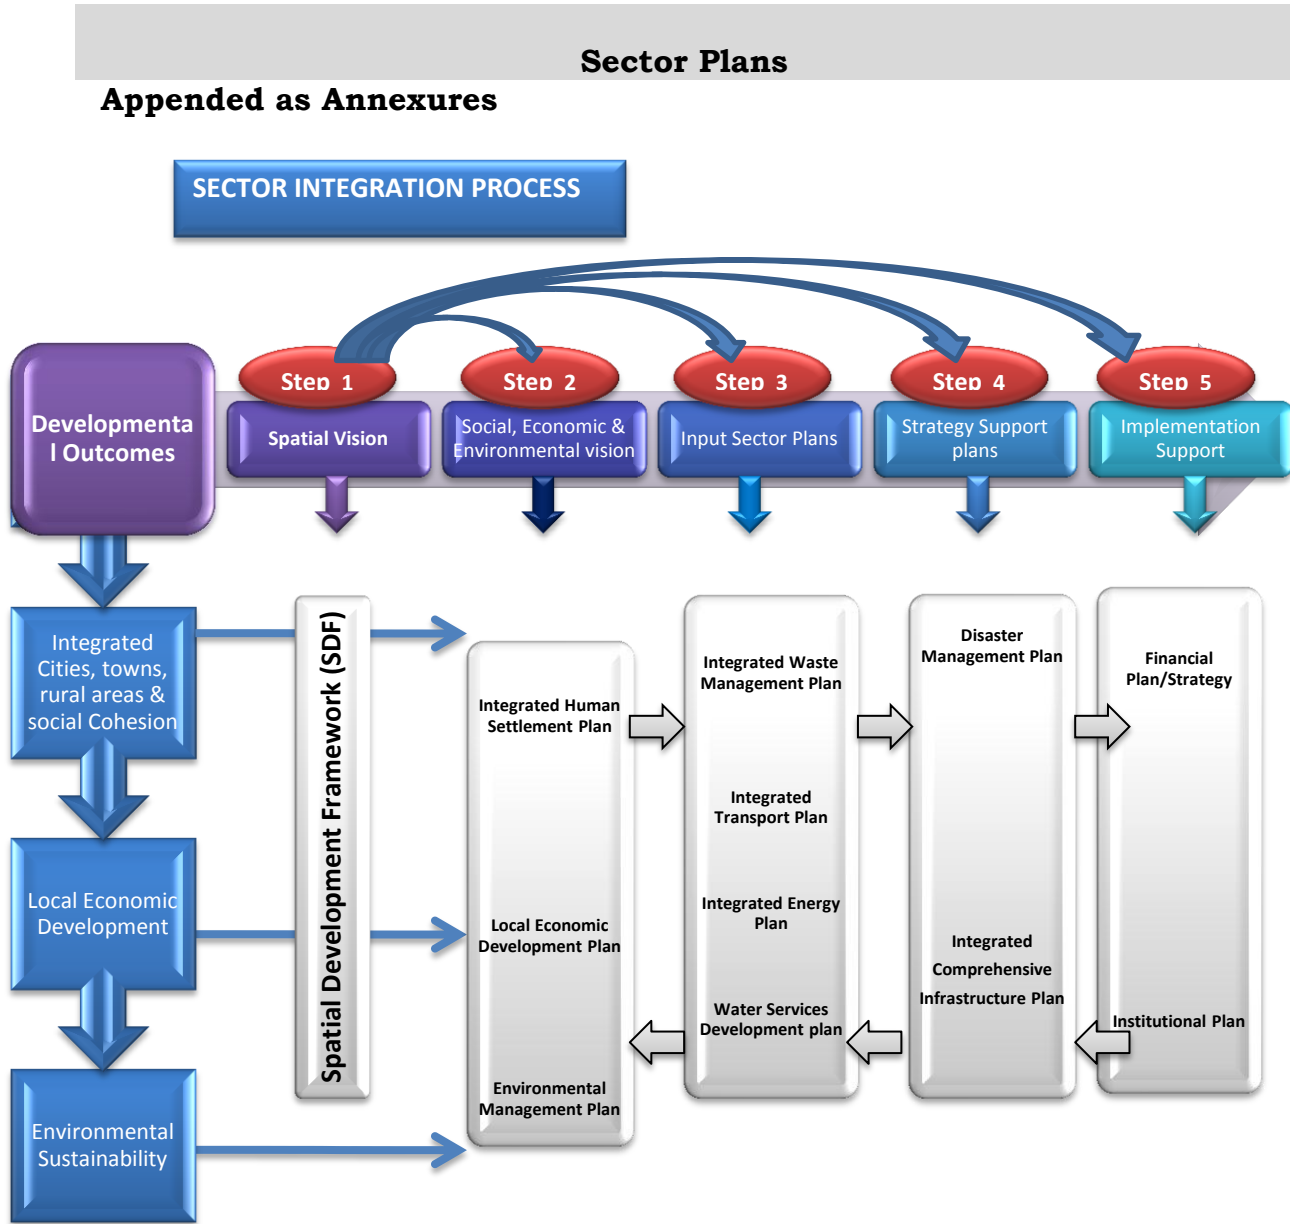 Sector Plans
Appended as Annexures
SECTOR INTEGRATION PROCESS
Step 1
Step 2
Step 3
Step 4
Step 5
Developmenta
l Outcomes
Spatial Vision
Social, Economic &
Environmental vision
Input Sector Plans
Strategy Support
plans
Implementation
Support
Integrated
Cities, towns,
rural areas &
social Cohesion
Local Economic
Development
Environmental
Sustainability
Spatial Development Framework (SDF)
Integrated Human
Settlement Plan
Local Economic
Development Plan
Environmental
Management Plan
Integrated Waste
Management Plan
Integrated
Transport Plan
Integrated Energy
Plan
Water Services
Development plan
Disaster
Management Plan
Integrated
Comprehensive
Infrastructure Plan
Financial
Plan/Strategy
Institutional Plan